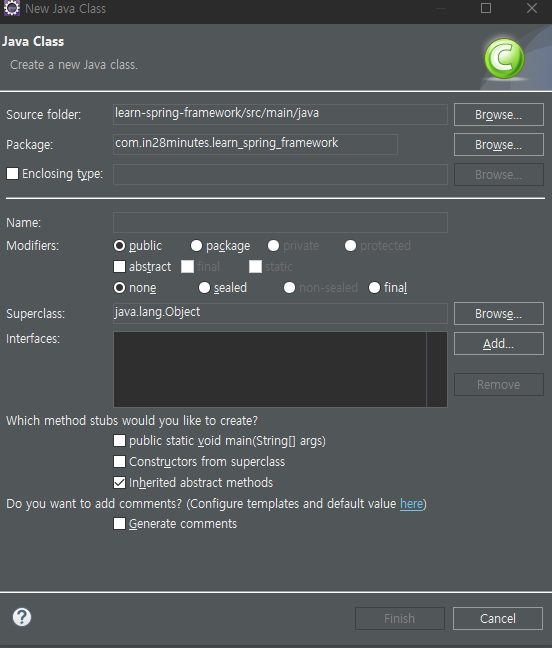 New Java Class
Java Class
Create a new Java class.
C
Source folder: learn-spring-framework/src/main/java Browse...
Package: com.in28minutes.learn_spring_framework Browse...
Enclosing type: Browse...
Name:
Modifiers: public package private protected
abstract final static
none sealed non-sealed final
Superclass: java.lang.Object Browse...
Interfaces: Add...
Remove
Which method stubs would you like to create?
public static void main(String[] args)
Constructors from superclass
Inherited abstract methods
Do you want to add comments? (Configure templates and default value here)
Generate comments
? Finish Cancel